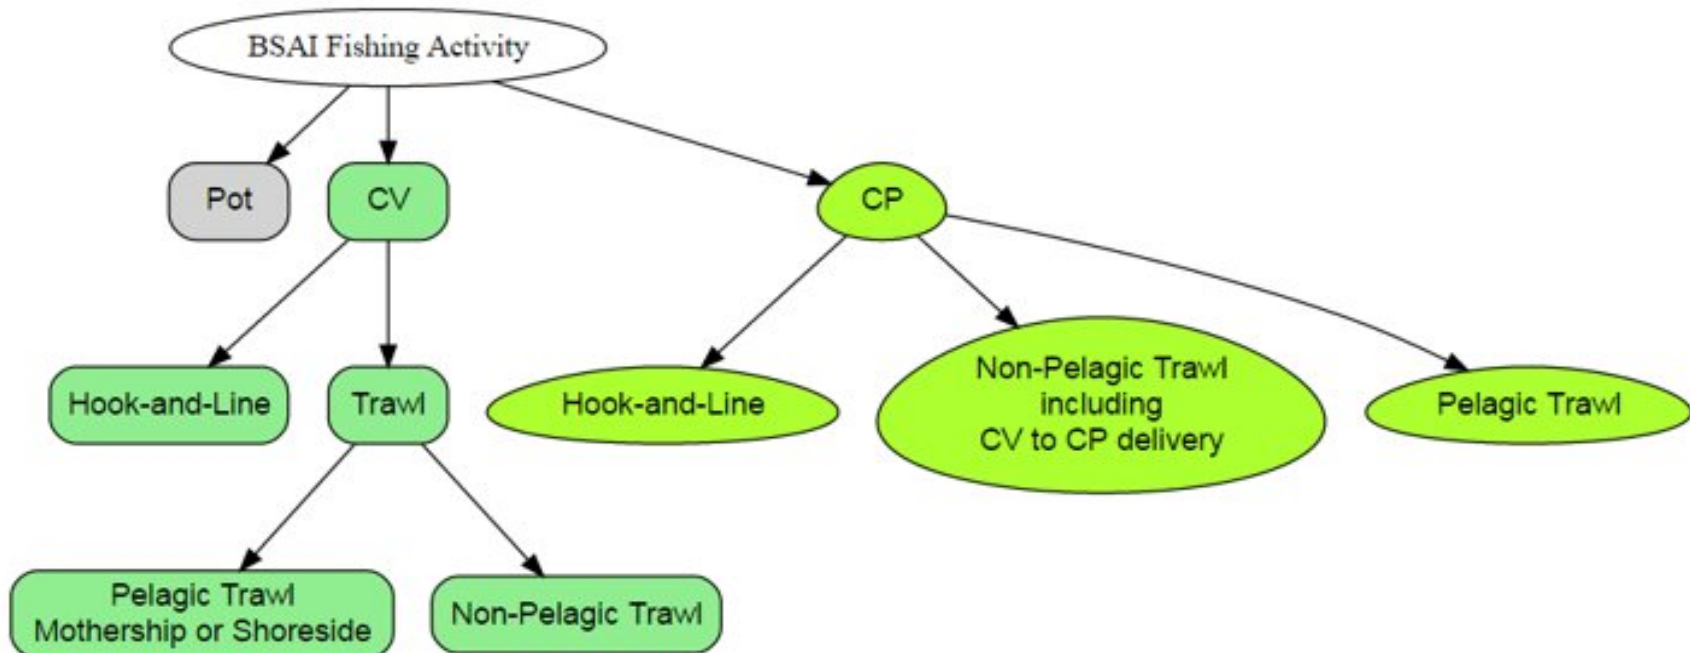 BSAI Fishing Activity
Pot
CV
CP
Hook-and-Line
Trawl
Hook-and-Line
Non-Pelagic Trawl
including
CV to CP delivery
Pelagic Trawl
Pelagic Trawl
Mothership or Shoreside
Non-Pelagic Trawl